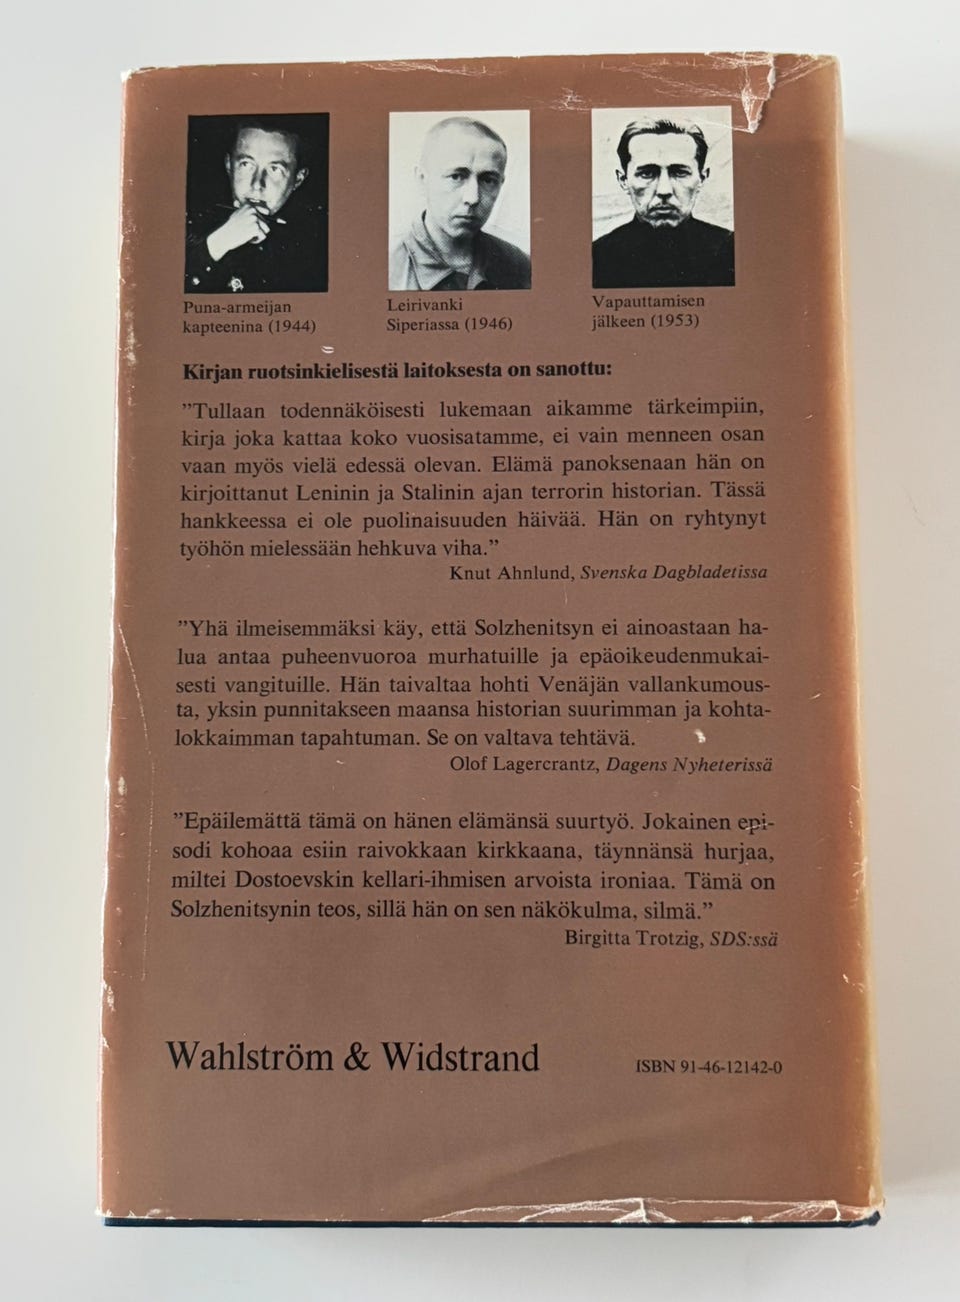 Puna-armeijan
kapteenina (1944)
Leirivanki
Siperiassa (1946)
Vapauttamisen
jälkeen (1953)
Kirjan ruotsinkielisestä laitoksesta on sanottu:
”Tullaan todennäköisesti lukemaan aikamme tärkeimpiin,
kirja joka kattaa koko vuosisatamme, ei vain menneen osan
vaan myös vielä edessä olevan. Elämä panoksenaan hän on
kirjoittanut Leninin ja Stalinin ajan terrorin historian. Tässä
hankkeessa ei ole puolinaisuuden häivää. Hän on ryhtynyt
työhön mielessään hehkuva viha.”
Knut Ahnlund, Svenska Dagbladetissa
”Yhä ilmeisemmäksi käy, että Solzhenitsyn ei ainoastaan ha-
lua antaa puheenvuoroa murhatuille ja epäoikeudenmukai-
sesti vangituille. Hän taivaltaa kohti Venäjän vallankumous-
ta, yksin punnitakseen maansa historian suurimman ja kohta-
lokkaimman tapahtuman. Se on valtava tehtävä.
Olof Lagercrantz, Dagens Nyheterissä
”Epäilemättä tämä on hänen elämänsä suurtyö. Jokainen epi-
sodi kohoaa esiin raivokkaan kirkkaana, täynnänsä hurjaa,
miltei Dostoevskin kellari-ihmisen arvoista ironiaa. Tämä on
Solzhenitsynin teos, sillä hän on sen näkökulma, silmä.”
Birgitta Trotzig, SDS:ssä
Wahlström & Widstrand
ISBN 91-46-12142-0